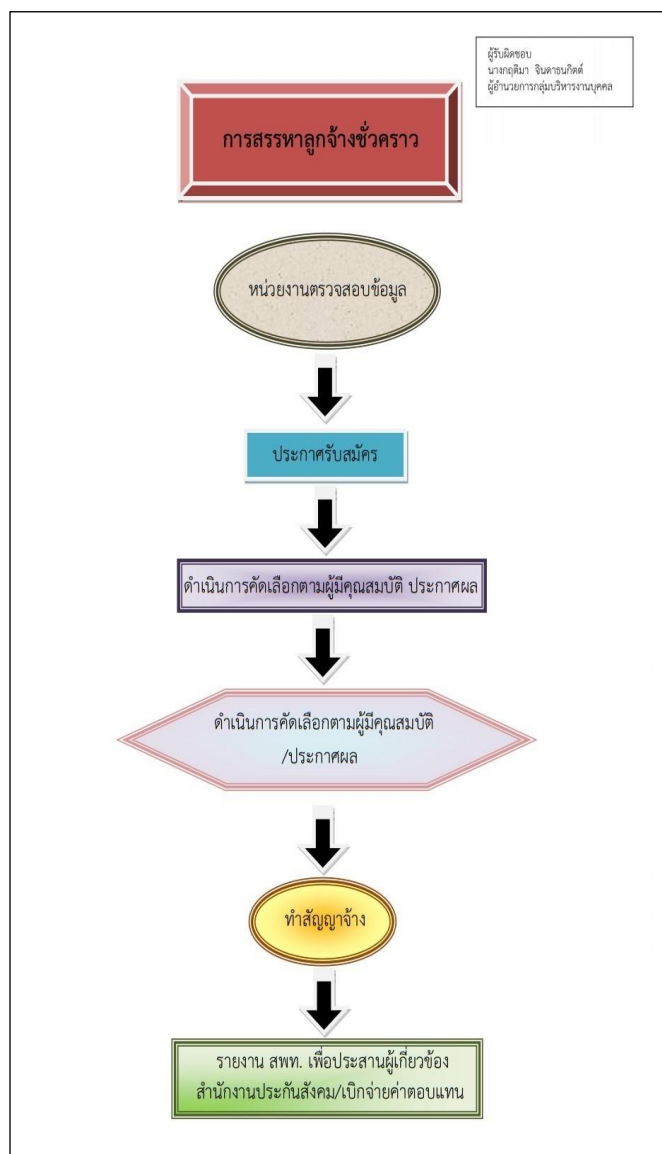 ผู้รับผิดชอบ
นางกฤติมา จินดาธนกิตต์
ผู้อำนวยการกลุ่มบริหารงานบุคคล
การสรรหาลูกจ้างชั่วคราว
หน่วยงานตรวจสอบข้อมูล
ประกาศรับสมัคร
ดำเนินการคัดเลือกตามผู้มีคุณสมบัติ ประกาศผล
ดำเนินการคัดเลือกตามผู้มีคุณสมบัติ
/ประกาศผล
ทำสัญญาจ้าง
รายงาน สพท. เพื่อประสานผู้เกี่ยวข้อง
สำนักงานประกันสังคม/เบิกจ่ายค่าตอบแทน